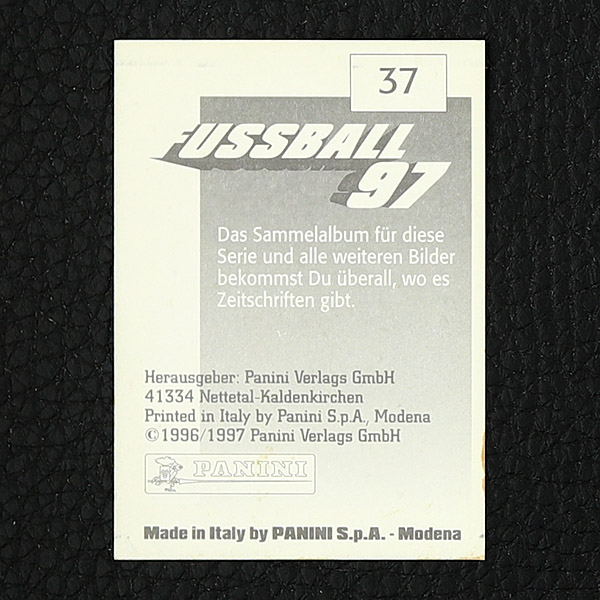 37
FUSSBALL
97
Das Sammelalbum für diese
Serie und alle weiteren Bilder
bekommst Du überall, wo es
Zeitschriften gibt.
Herausgeber: Panini Verlags GmbH
41334 Nettetal-Kaldenkirchen
Printed in Italy by Panini S.p.A., Modena
©1996/1997 Panini Verlags GmbH
PANINI
Made in Italy by PANINI S.p.A. - Modena